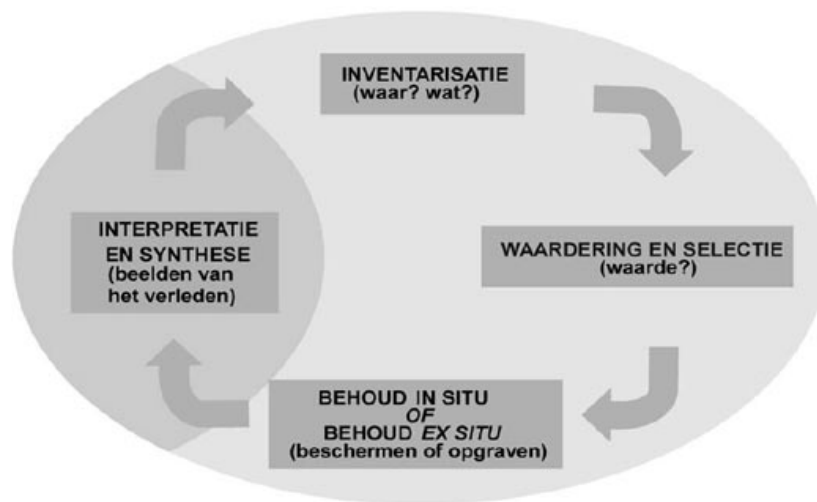 INVENTARISATIE
(waar? wat?)
WAARDERING EN SELECTIE
(waarde?)
BEHOUD IN SITU
OF
BEHOUD EX SITU
(beschermen of opgraven)
INTERPRETATIE
EN SYNTHESE
(beelden van
het verleden)